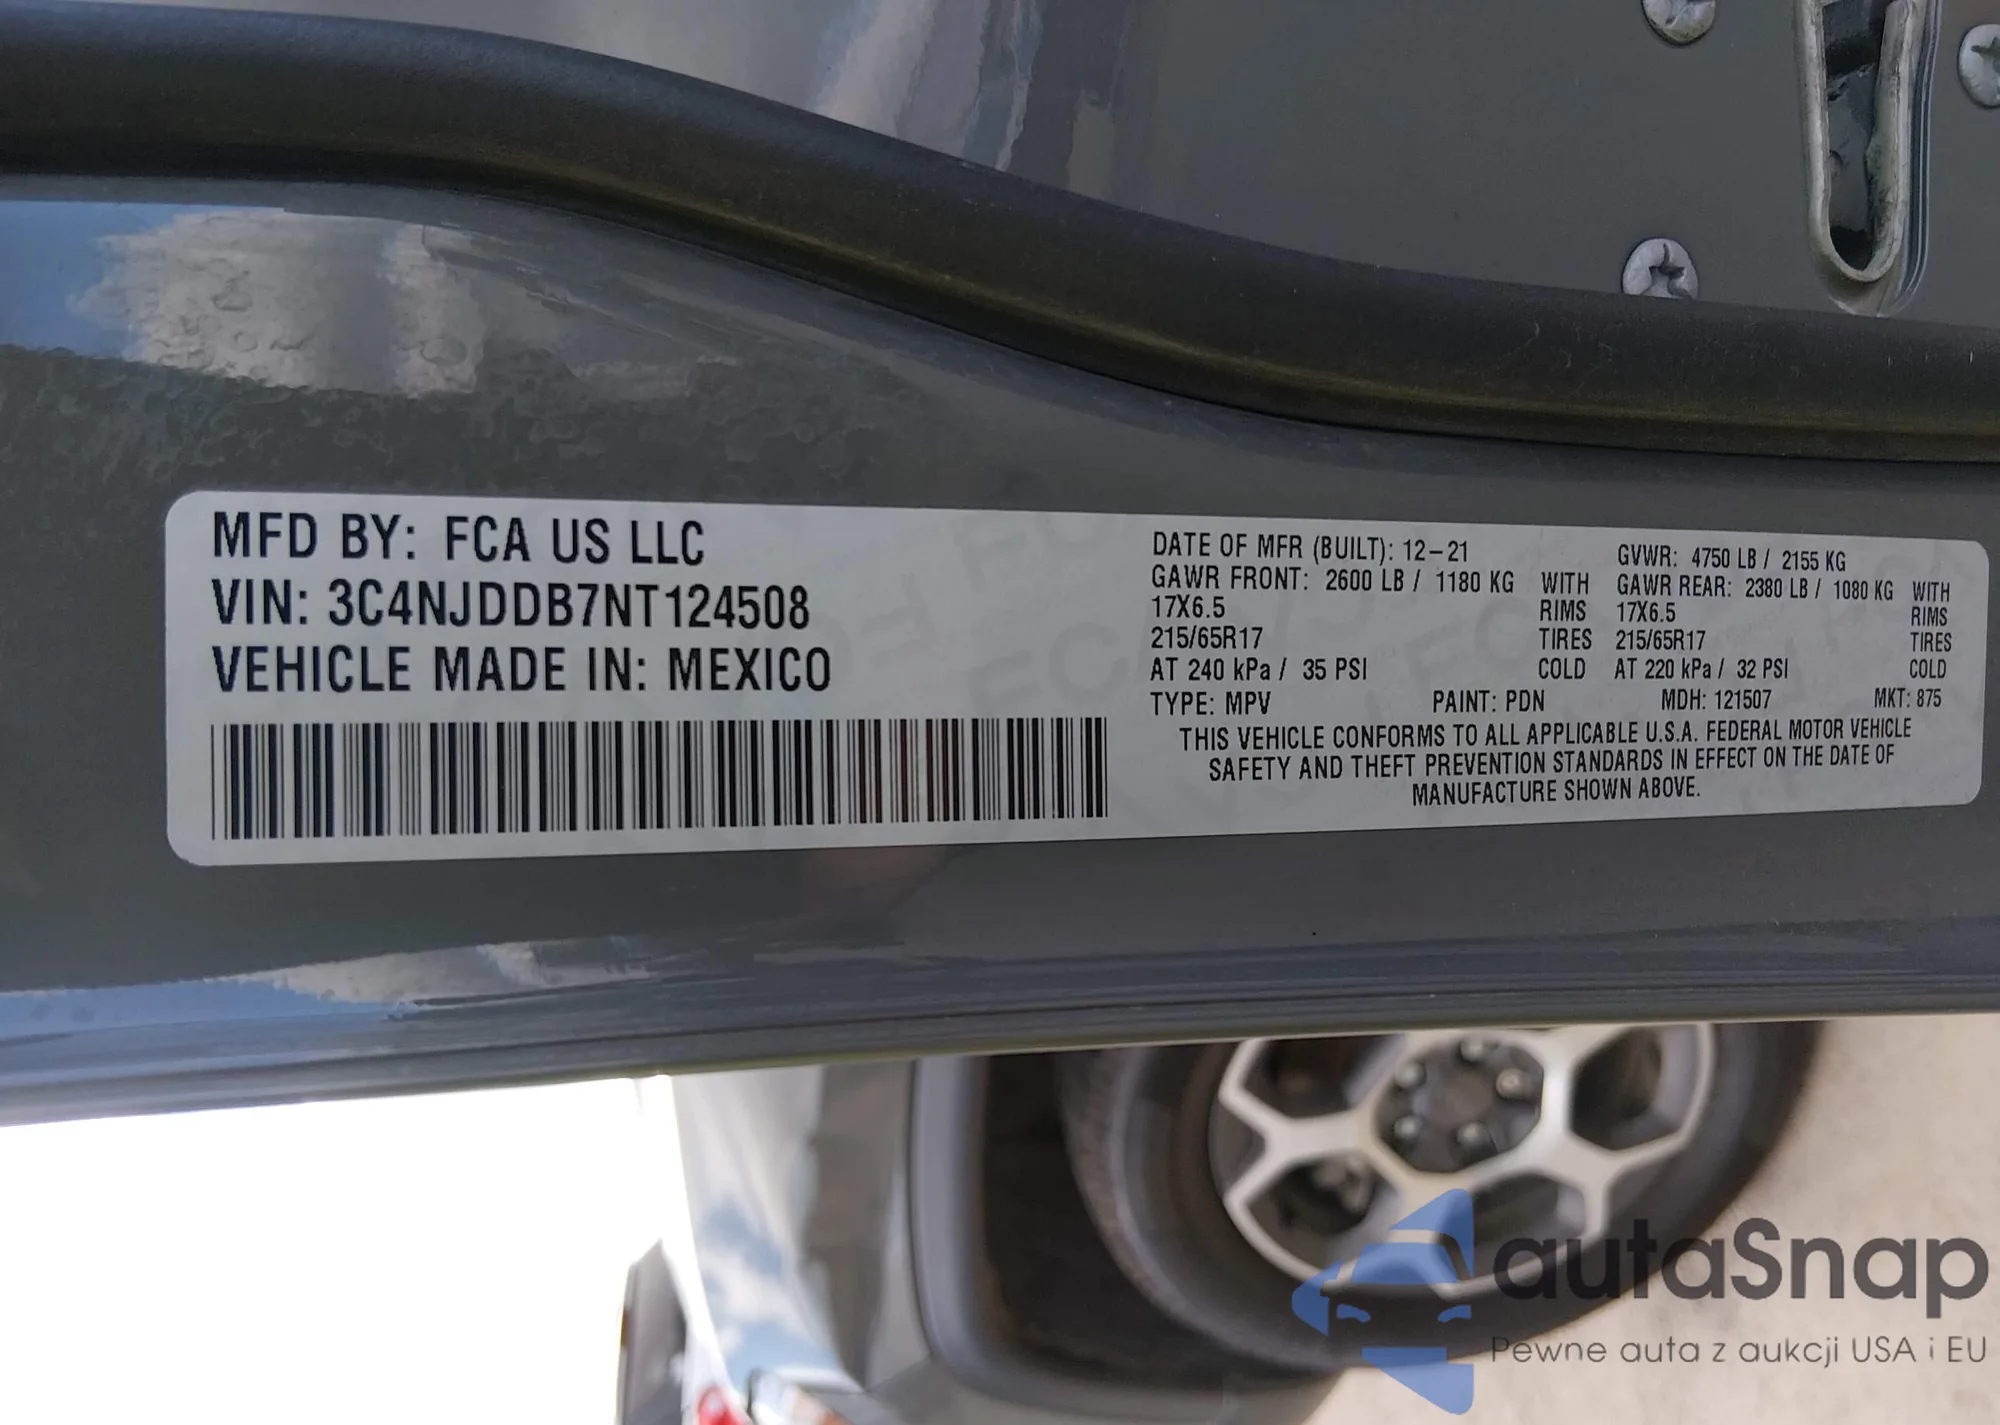 MFD BY: FCA US LLC
VIN: 3C4NJDDB7NT124508
VEHICLE MADE IN: MEXICO
DATE OF MFR (BUILT): 12-21 GVWR: 4750 LB / 2155 KG
GAWR FRONT: 2600 LB / 1180 KG WITH GAWR REAR: 2380 LB / 1080 KG WITH
17X6.5 RIMS 17X6.5 RIMS
215/65R17 TIRES 215/65R17 TIRES
AT 240 kPa / 35 PSI COLD AT 220 kPa / 32 PSI COLD
TYPE: MPV PAINT: PDN MDH: 121507 MKT: 875
THIS VEHICLE CONFORMS TO ALL APPLICABLE U.S.A. FEDERAL MOTOR VEHICLE
SAFETY AND THEFT PREVENTION STANDARDS IN EFFECT ON THE DATE OF
MANUFACTURE SHOWN ABOVE.
autaSnap
Pewne auta z aukcji USA i EU